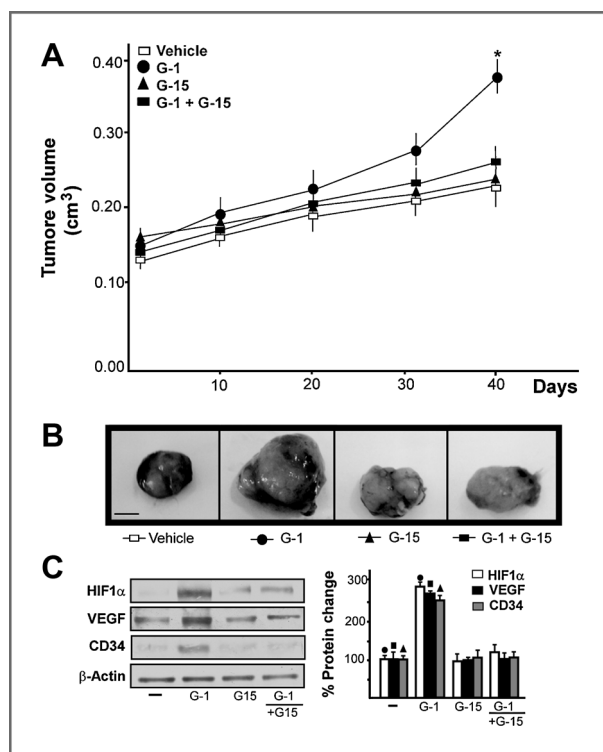 A
Vehicle
G-1
G-15
G-1 + G-15
*
0.40
0.30
0.20
0.10
0.00
Tumore volume
(cm3)
10 20 30 40 Days
B
Vehicle G-1 G-15 G-1 + G-15
C
HIF1α
VEGF
CD34
β-Actin
– G-1 G15 G-1
+G15
% Protein change
300
200
100
HIF1α
VEGF
CD34
– G-1 G-15 G-1
+G-15